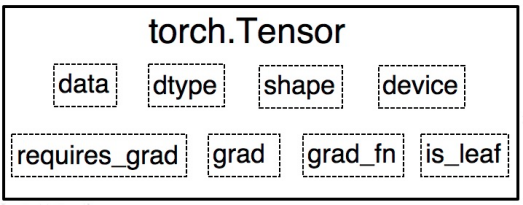 torch.Tensor
data dtype shape device
requires_grad grad grad_fn is_leaf